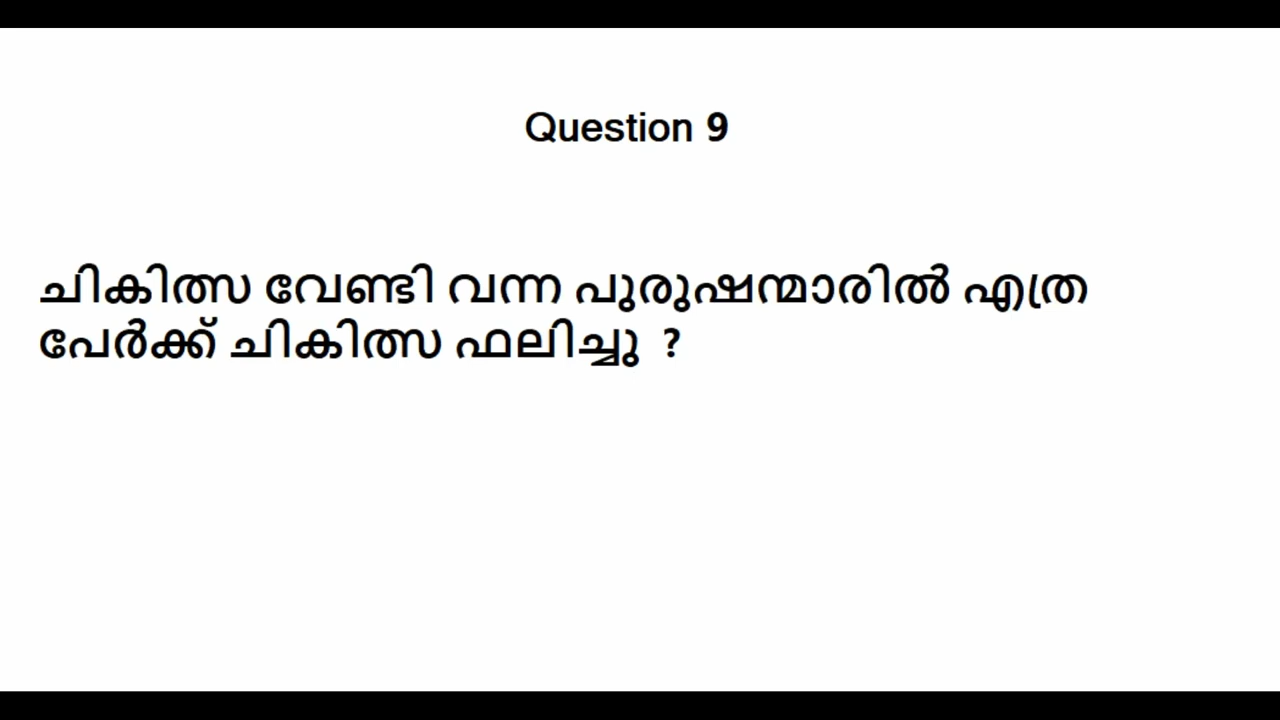 Question 9
ചികിത്സ വേണ്ടി വന്ന പുരുഷന്മാരിൽ എത്ര
പേർക്ക് ചികിത്സ ഫലിച്ചു ?